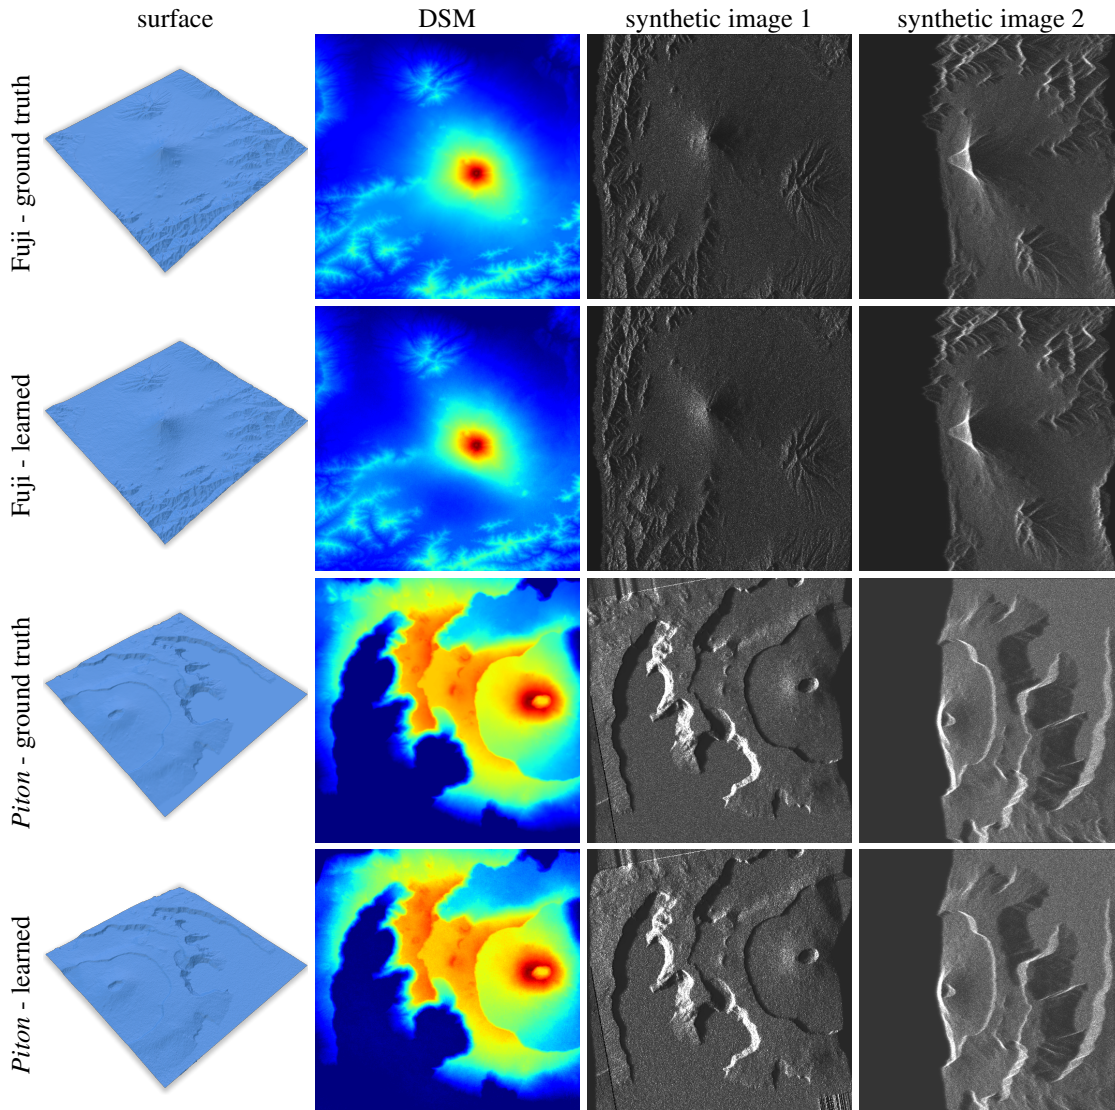 surface DSM synthetic image 1 synthetic image 2
Fuji - ground truth
Fuji - learned
Piton - ground truth
Piton - learned